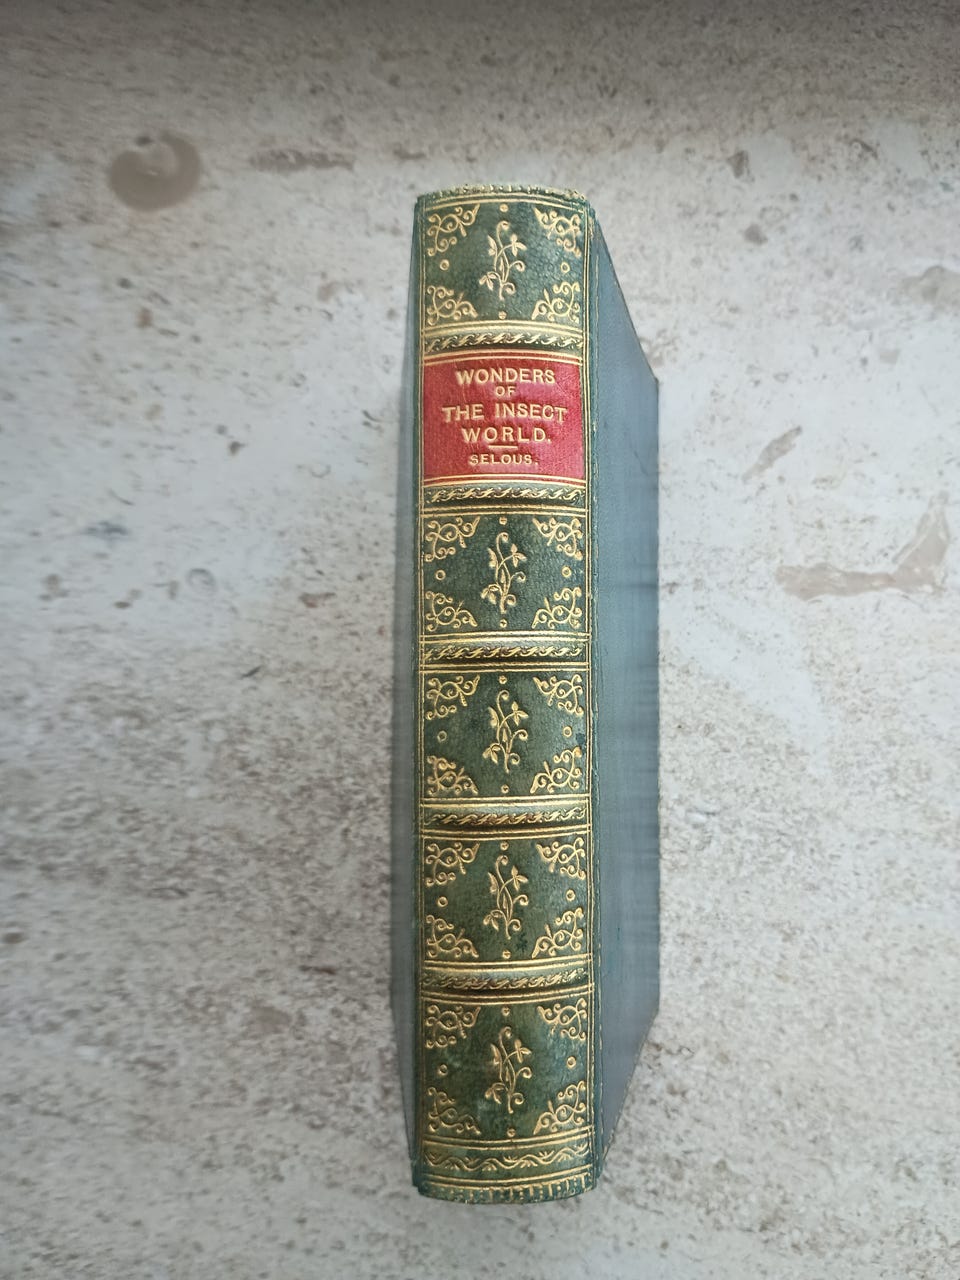 WONDERS
OF
THE INSECT
WORLD.
SELOUS.